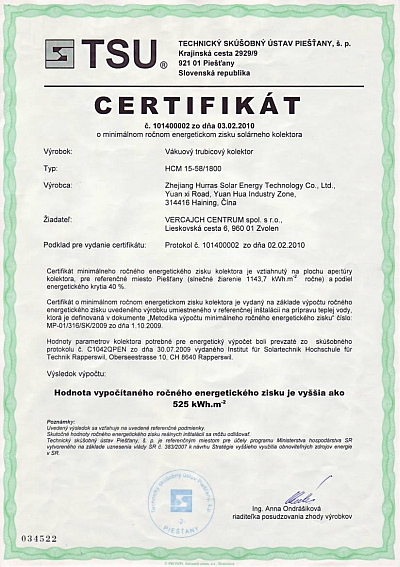 TSU®
TECHNICKÝ SKÚŠOBNÝ ÚSTAV PIEŠŤANY, š. p.
Krajinská cesta 2929/9
921 01 Piešťany
Slovenská republika
CERTIFIKÁT
č. 101400002 zo dňa 03.02.2010
o minimálnom ročnom energetickom zisku solárneho kolektora
Výrobok: Vákuový trubicový kolektor
Typ: HCM 15-58/1800
Výrobca: Zhejiang Hurras Solar Energy Technology Co., Ltd.,
Yuan xi Road, Yuan Hua Industry Zone,
314416 Haining, Čína
Žiadateľ: VERCAJCH CENTRUM spol. s r.o.,
Lieskovská cesta 6, 960 01 Zvolen
Podklad pre vydanie certifikátu: Protokol č. 101400002 zo dňa 02.02.2010
Certifikát minimálneho ročného energetického zisku kolektora je vztiahnutý na plochu apertúry
kolektora, pre referenčné miesto Piešťany (slnečné žiarenie 1143,7 kWh.m-2 ročne) a podiel
energetického krytia 40 %.
Certifikát o minimálnom ročnom energetickom zisku kolektora je vydaný na základe výpočtu ročného
energetického zisku uvedeného výrobku umiestneného v referenčnej inštalácii na prípravu teplej vody,
ktorá je definovaná v dokumente „Metodika výpočtu minimálneho ročného energetického zisku“ číslo:
MP-01/316/SK/2009 zo dňa 1.10.2009.
Hodnoty parametrov kolektora potrebné pre energetický výpočet boli prevzaté zo skúšobného
protokolu č. C1042QPEN zo dňa 30.07.2009 vydaného Institut für Solartechnik Hochschule für
Technik Rapperswil, Oberseestrasse 10, CH 8640 Rapperswil.
Výsledok výpočtu:
Hodnota vypočítaného ročného energetického zisku je vyššia ako
525 kWh.m-2
Poznámky:
Uvedený výsledok sa vzťahuje na uvedené referenčné podmienky.
Skutočné hodnoty ročného energetického zisku reálnych inštalácií sa môžu odlišovať.
Technický skúšobný ústav Piešťany, š. p. je referenčným miestom pre účely programu Ministerstva hospodárstva SR
vytvoreného na základe uznesenia vlády SR č. 383/2007 k návrhu Stratégie vyššieho využitia obnoviteľných zdrojov energie
v SR.
Technický skúšobný ústav Piešťany, š.p.
TSU
-2-
PIEŠŤANY
Ing. Anna Ondrášiková
riaditeľka posudzovania zhody výrobkov
034522